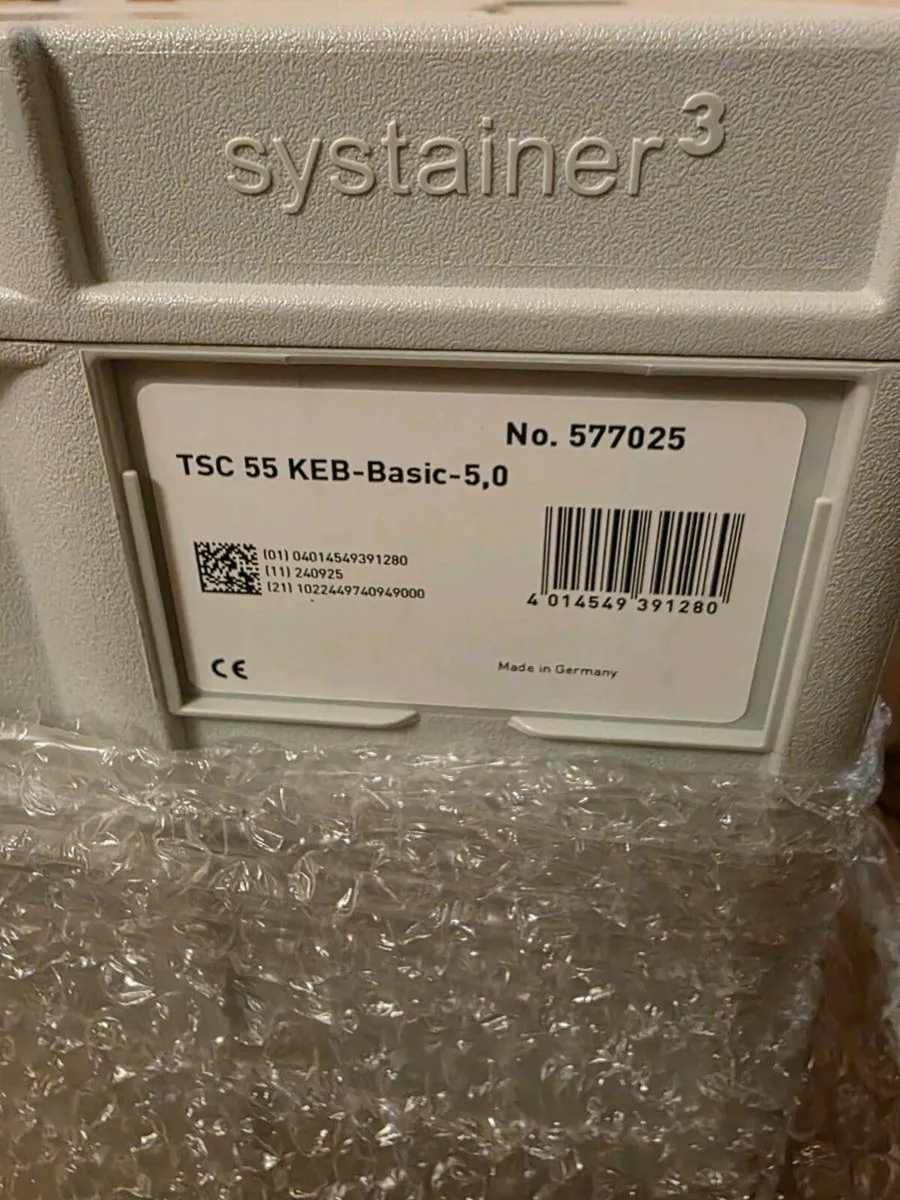 systainer³
No. 577025
TSC 55 KEB-Basic-5,0
(01) 04014549391280
(11) 240925
(21) 1022449740949000
4 014549 391280
CE
Made in Germany